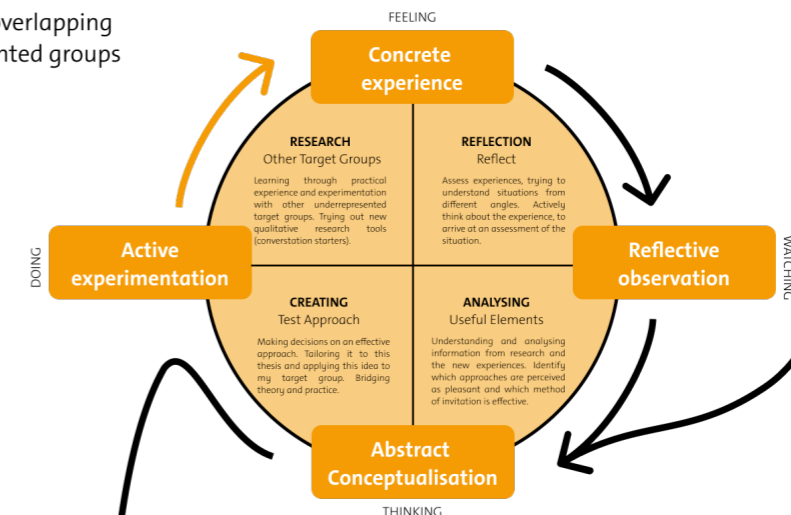 verlapping
nted groups
FEELING
Concrete
experience
RESEARCH
Other Target Groups
Learning through practical
experience and experimentation
with other underrepresented
target groups. Trying out new
qualitative research tools
(converstation starters).
REFLECTION
Reflect
Assess experiences, trying to
understand situations from
different angles. Actively
think about the experience, to
arrive at an assessment of the
situation.
DOING
Active
experimentation
Reflective
observation
WATCHING
CREATING
Test Approach
Making decisions on an effective
approach. Tailoring it to this
thesis and applying this idea to
my target group. Bridging
theory and practice.
ANALYSING
Useful Elements
Understanding and analysing
information from research and
the new experiences. Identify
which approaches are perceived
as pleasant and which method
of invitation is effective.
Abstract
Conceptualisation
THINKING